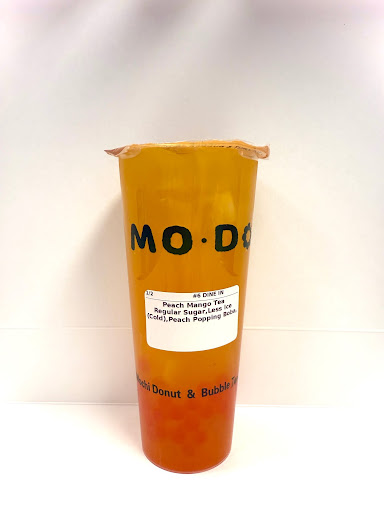 MO·DO
1/2 #6 DINE IN
Peach Mango Tea
Regular Sugar,Less Ice
(Cold),Peach Popping Boba,
Mochi Donut & Bubble Tea